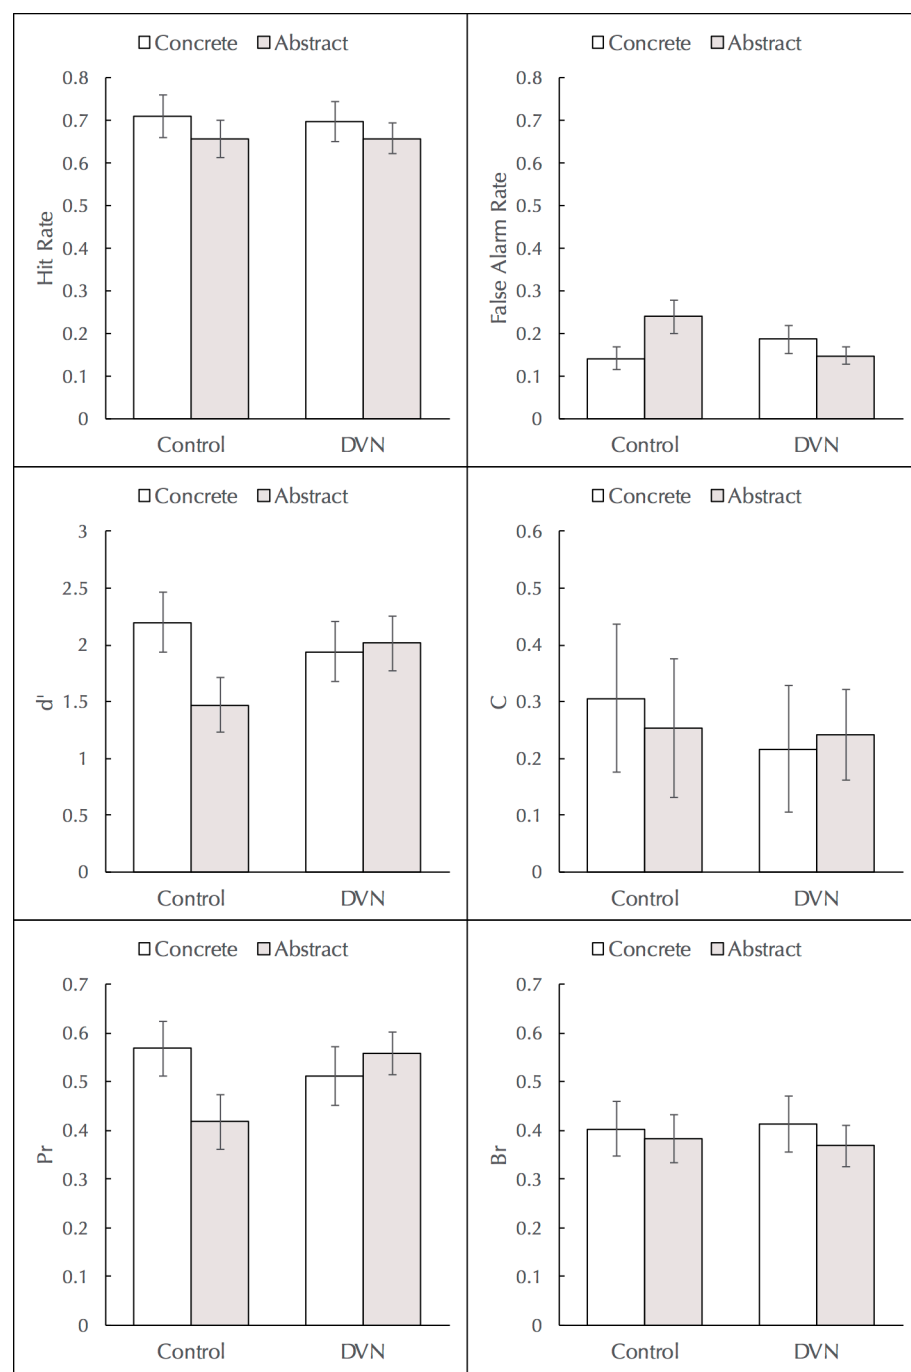 Concrete Abstract
0.8
0.7
0.6
0.5
0.4
0.3
0.2
0.1
0
Hit Rate
Control DVN
Concrete Abstract
0.8
0.7
0.6
0.5
0.4
0.3
0.2
0.1
0
False Alarm Rate
Control DVN
Concrete Abstract
3
2.5
2
1.5
1
0.5
0
d'
Control DVN
Concrete Abstract
0.6
0.5
0.4
0.3
0.2
0.1
0
C
Control DVN
Concrete Abstract
0.7
0.6
0.5
0.4
0.3
0.2
0.1
0
Pr
Control DVN
Concrete Abstract
0.7
0.6
0.5
0.4
0.3
0.2
0.1
0
Br
Control DVN